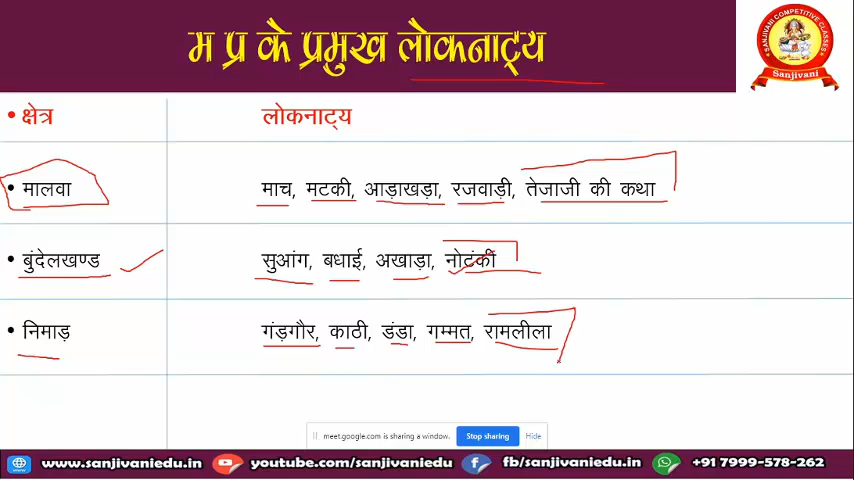 म प्र के प्रमुख लोकनाट्य
SANJIVANI COMPETITIVE CLASSES
Sanjivani
• क्षेत्र लोकनाट्य
• मालवा माच, मटकी, आड़ाखड़ा, रजवाड़ी, तेजाजी की कथा
• बुंदेलखण्ड सुआंग, बधाई, अखाड़ा, नोटंकी
• निमाड़ गंड़गौर, काठी, डंडा, गम्मत, रामलीला
meet.google.com is sharing a window. Stop sharing Hide
www.sanjivaniedu.in youtube.com/sanjivaniedu fb/sanjivaniedu.in +91 7999-578-262